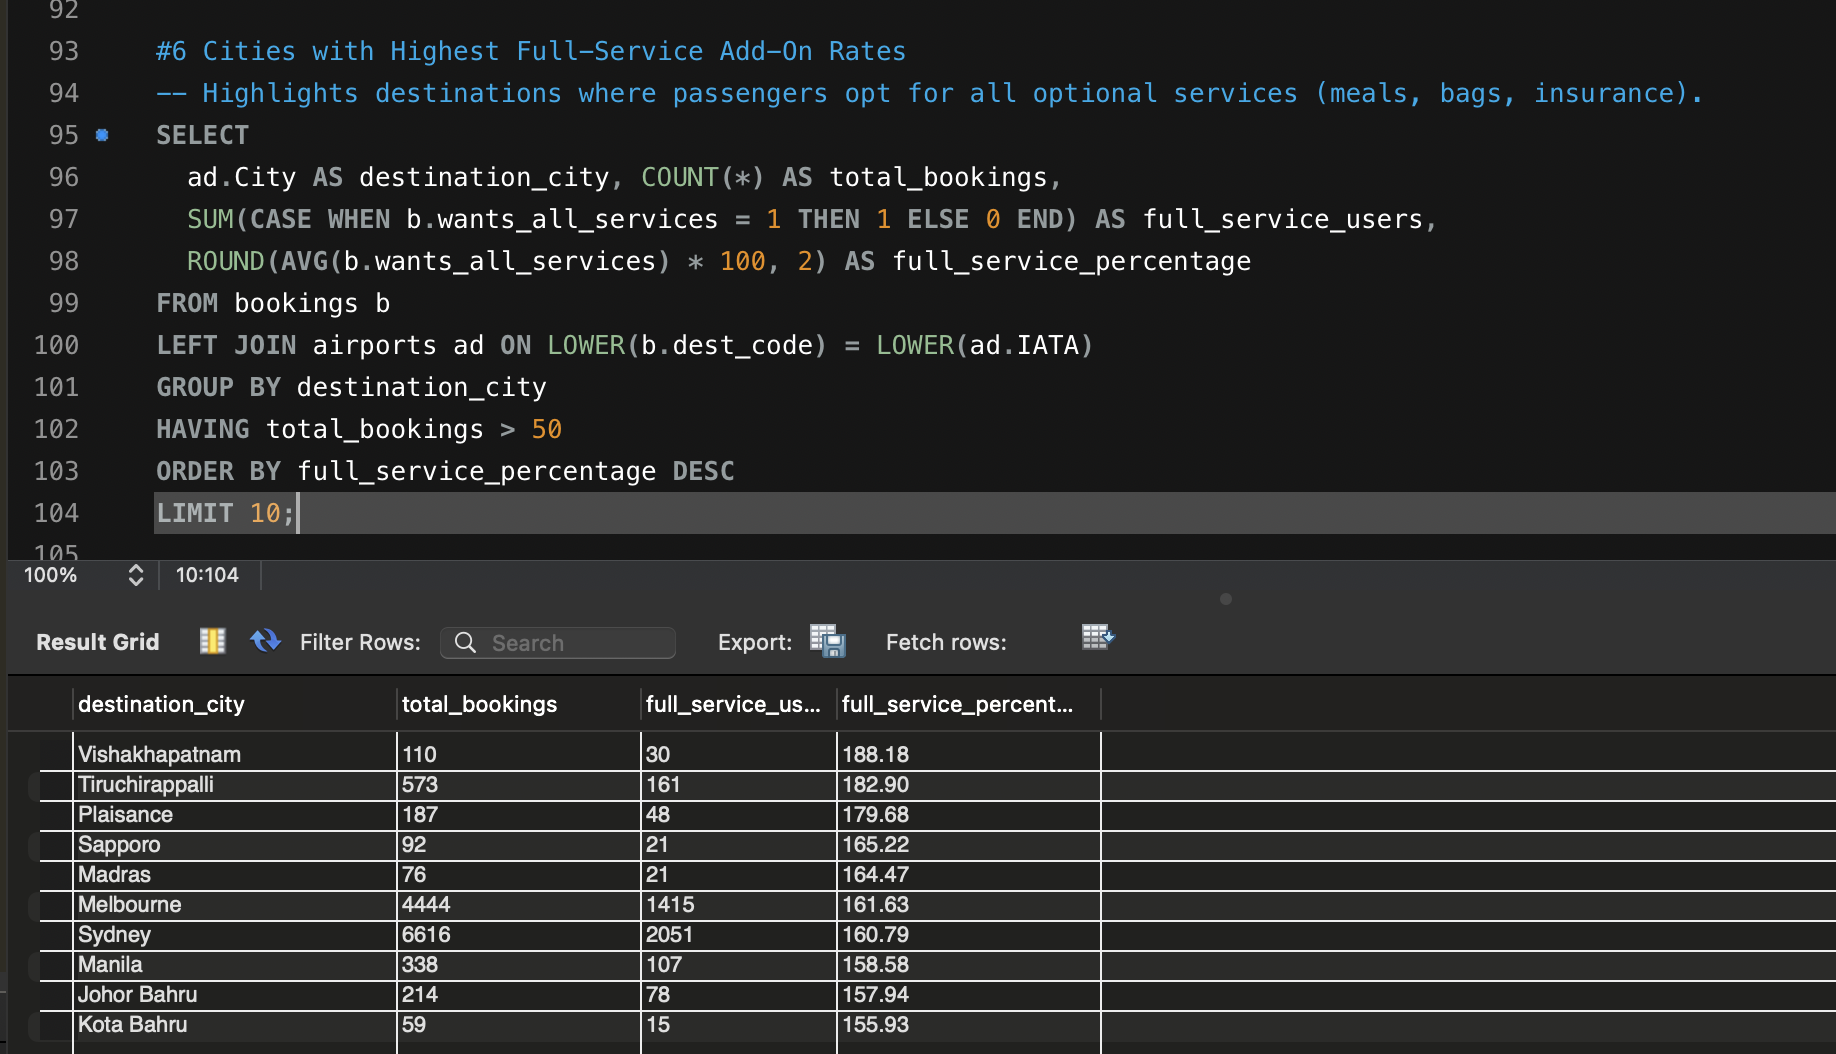 92
93 #6 Cities with Highest Full-Service Add-On Rates
94 -- Highlights destinations where passengers opt for all optional services (meals, bags, insurance).
95 SELECT
96 ad.City AS destination_city, COUNT(*) AS total_bookings,
97 SUM(CASE WHEN b.wants_all_services = 1 THEN 1 ELSE 0 END) AS full_service_users,
98 ROUND(AVG(b.wants_all_services) * 100, 2) AS full_service_percentage
99 FROM bookings b
100 LEFT JOIN airports ad ON LOWER(b.dest_code) = LOWER(ad.IATA)
101 GROUP BY destination_city
102 HAVING total_bookings > 50
103 ORDER BY full_service_percentage DESC
104 LIMIT 10;
105
100% 10:104
Result Grid Filter Rows: Search Export: Fetch rows:
destination_city total_bookings full_service_us... full_service_percent...
Vishakhapatnam 110 30 188.18
Tiruchirappalli 573 161 182.90
Plaisance 187 48 179.68
Sapporo 92 21 165.22
Madras 76 21 164.47
Melbourne 4444 1415 161.63
Sydney 6616 2051 160.79
Manila 338 107 158.58
Johor Bahru 214 78 157.94
Kota Bahru 59 15 155.93